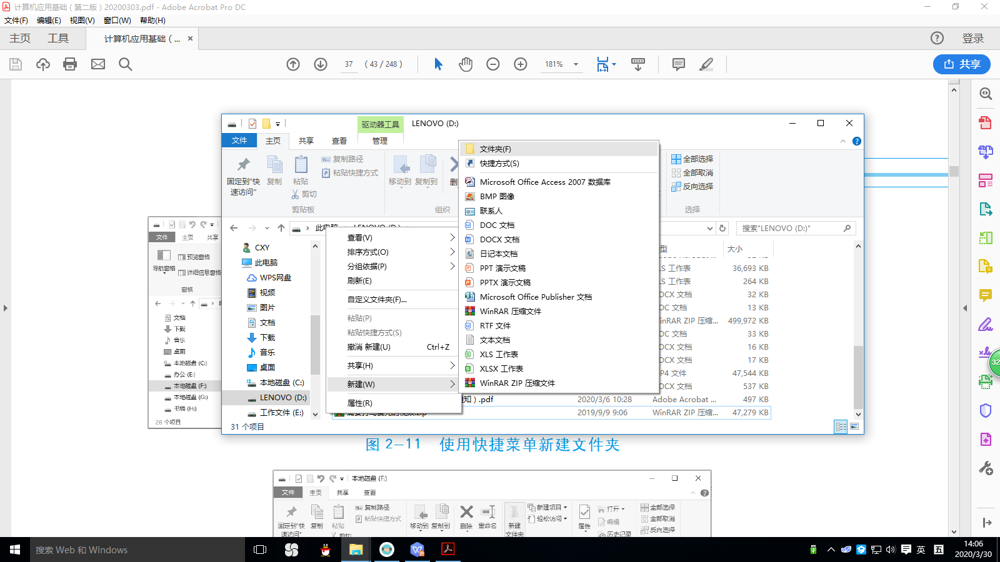 计算机应用基础（第二版）20200303.pdf - Adobe Acrobat Pro DC
文件(F) 编辑(E) 视图(V) 窗口(W) 帮助(H)
主页 工具 计算机应用基础（... × 登录
37 (43 / 248) 181% 共享
驱动器工具 LENOVO (D:)
文件 主页 共享 查看 管理
固定到"快速访问" 复制 粘贴 复制路径 粘贴快捷方式 剪切 移动到 复制到 全部选择 全部取消 反向选择
剪贴板 组织 选择
LENOVO (D:) 搜索"LENOVO (D:)"
CXY
此电脑
WPS网盘
视频
图片
文档
下载
音乐
桌面
本地磁盘 (C:)
LENOVO (D:)
工作文件 (E:)
31 个项目
查看(V)
排序方式(O)
分组依据(P)
刷新(E)
自定义文件夹(F)...
粘贴(P)
粘贴快捷方式(S)
撤消 新建(U) Ctrl+Z
共享(H)
新建(W)
属性(R)
文件夹(F)
快捷方式(S)
Microsoft Office Access 2007 数据库
BMP 图像
联系人
DOC 文档
DOCX 文档
日记本文档
PPT 演示文稿
PPTX 演示文稿
Microsoft Office Publisher 文档
WinRAR 压缩文件
RTF 文件
文本文档
XLS 工作表
XLSX 工作表
WinRAR ZIP 压缩文件
大小
工作表 36,693 KB
工作表 264 KB
文档 32 KB
文档 13 KB
ZIP 压缩... 499,972 KB
文档 33 KB
文档 16 KB
文档 17 KB
文件 47,544 KB
文档 537 KB
）.pdf 2020/3/6 10:28 Adobe Acrobat ... 497 KB
2019/9/9 9:06 WinRAR ZIP 压缩... 47,279 KB
文件 主页 共享
导航窗格 预览窗格
详细信息窗格
窗格
文档
下载
音乐
桌面
本地磁盘 (C:)
办公 (E:)
本地磁盘 (F:)
本地磁盘 (G:)
书稿 (H:)
28 个项目
图 2-11 使用快捷菜单新建文件夹
本地磁盘 (F:)
文件 主页 共享 查看
固定到"快速访问" 复制 粘贴 复制路径 粘贴快捷方式 剪切 移动到 复制到 删除 重命名 新建文件夹 新建项目 轻松访问 属性 打开 编辑 历史记录 全部选择 全部取消 反向选择
32
搜索 Web 和 Windows 英 14:06
2020/3/30